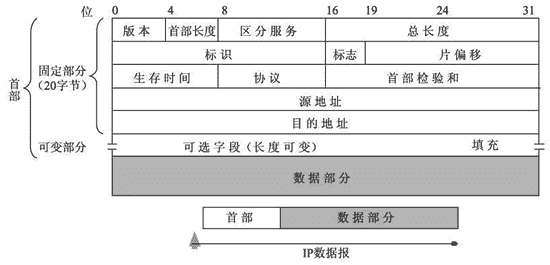 位 0 4 8 16 19 24 31
版本 首部长度 区分服务 总长度
标识 标志 片偏移
生存时间 协议 首部检验和
源地址
目的地址
可选字段(长度可变) 填充
数据部分
首部
固定部分
(20字节)
可变部分
首部 数据部分
IP数据报